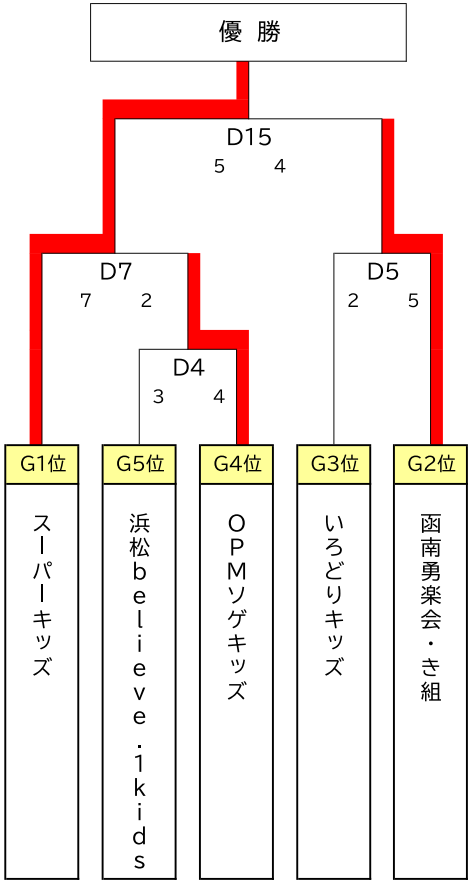 優 勝
D15
5 4
D7
7 2
D5
2 5
D4
3 4
G1位
G5位
G4位
G3位
G2位
スーパーキッズ
浜松believe.1kids
OPMソゲキッズ
いろどりキッズ
函南勇楽会・き組